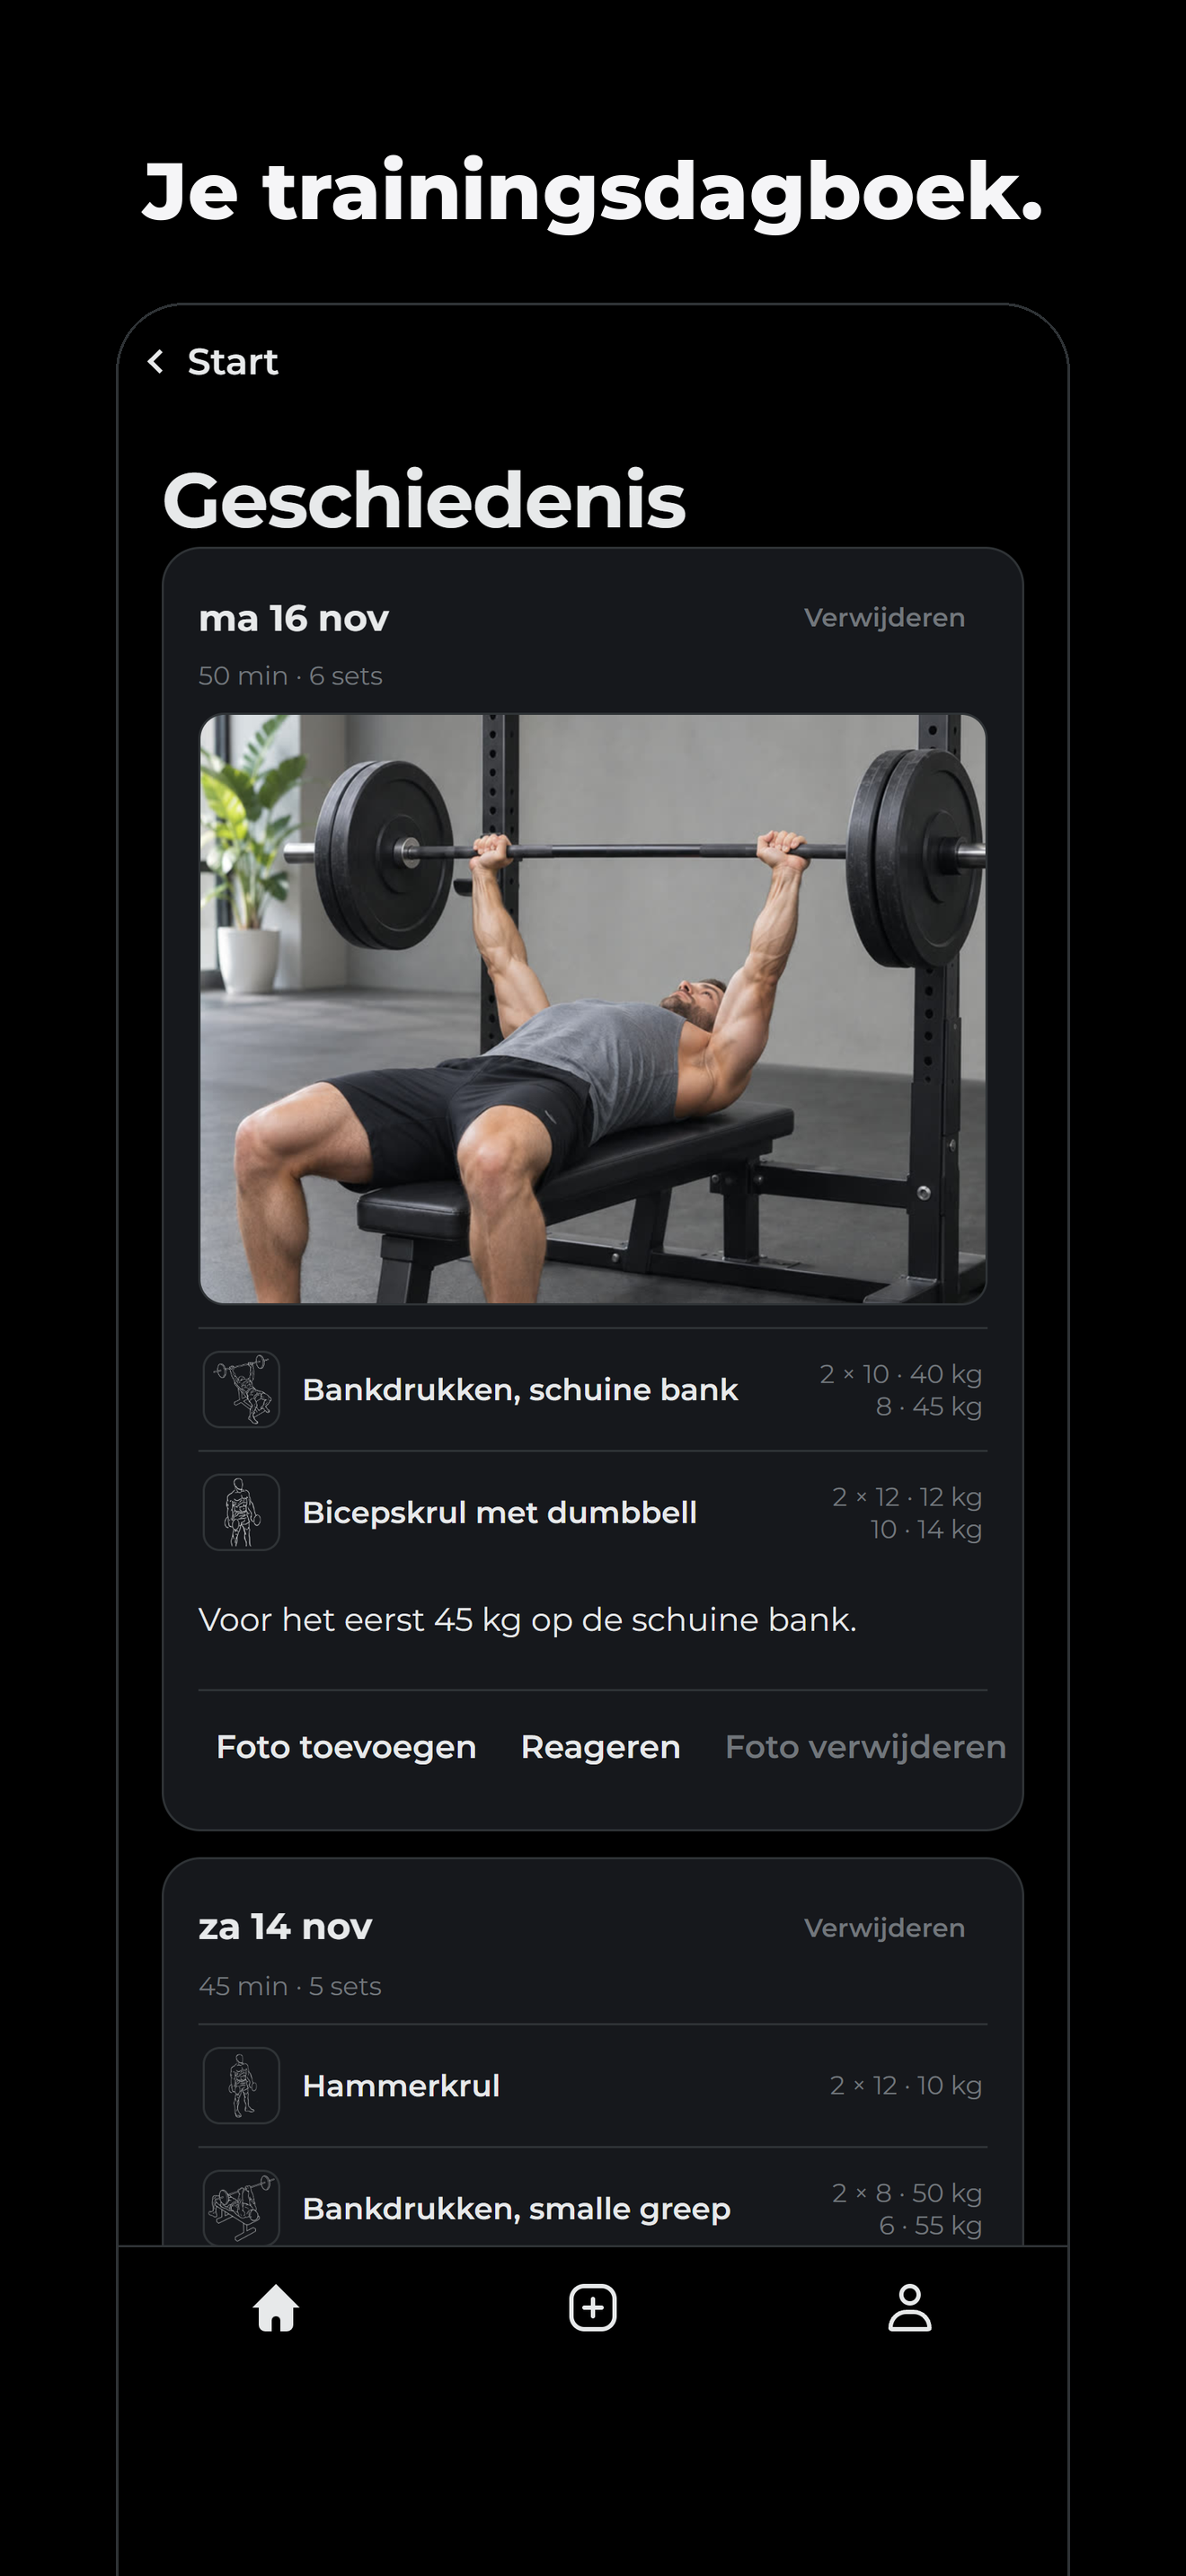 Je trainingsdagboek.
Start
Geschiedenis
ma 16 nov
Verwijderen
50 min · 6 sets
Bankdrukken, schuine bank
2 × 10 · 40 kg
8 · 45 kg
Bicepskrul met dumbbell
2 × 12 · 12 kg
10 · 14 kg
Voor het eerst 45 kg op de schuine bank.
Foto toevoegen
Reageren
Foto verwijderen
za 14 nov
Verwijderen
45 min · 5 sets
Hammerkrul
2 × 12 · 10 kg
Bankdrukken, smalle greep
2 × 8 · 50 kg
6 · 55 kg